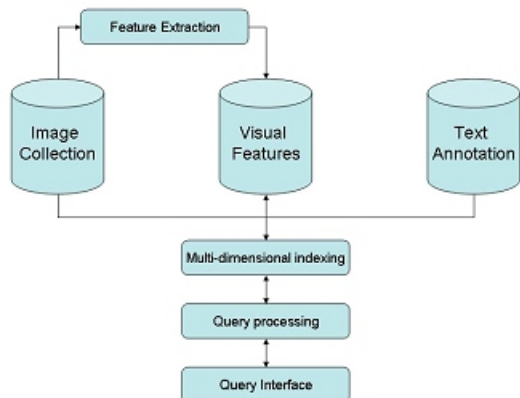 Feature Extraction
Image
Collection
Visual
Features
Text
Annotation
Multi-dimensional indexing
Query processing
Query Interface